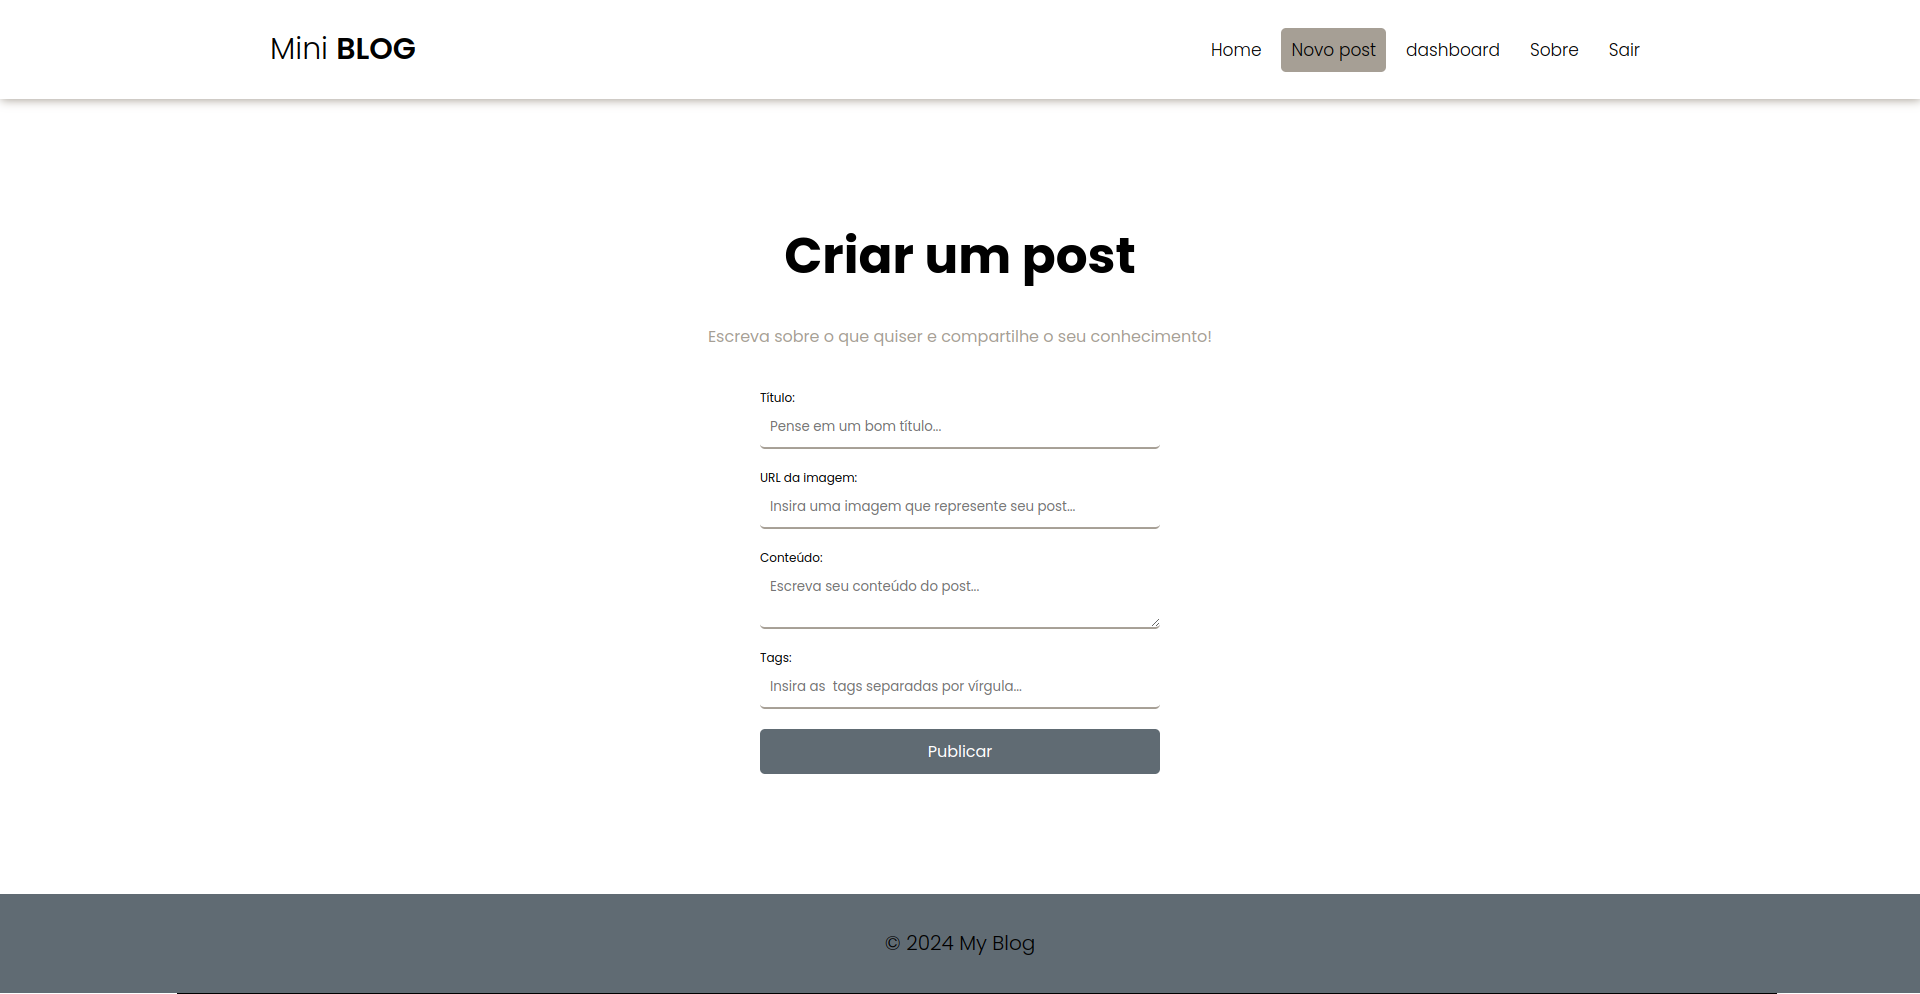 Mini BLOG
Home Novo post dashboard Sobre Sair
Criar um post
Escreva sobre o que quiser e compartilhe o seu conhecimento!
Título:
Pense em um bom título...
URL da imagem:
Insira uma imagem que represente seu post...
Conteúdo:
Escreva seu conteúdo do post...
Tags:
Insira as  tags separadas por vírgula...
Publicar
© 2024 My Blog